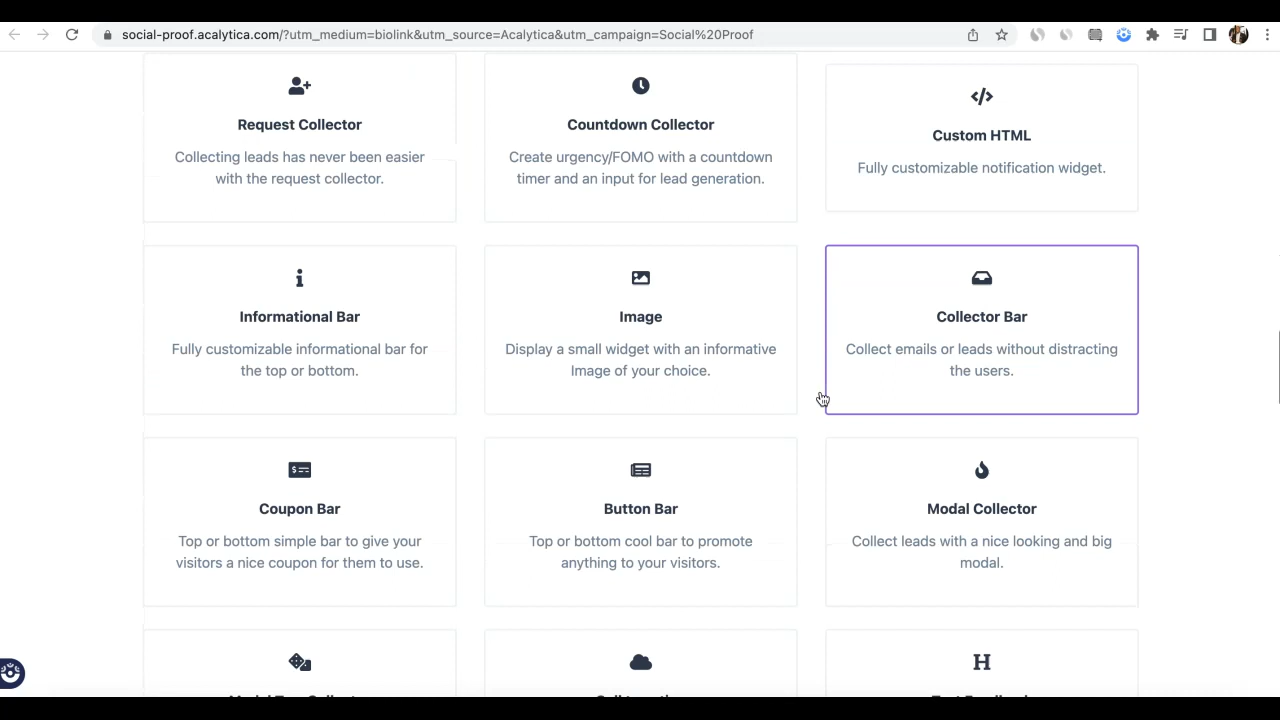 social-proof.acalytica.com/?utm_medium=biolink&utm_source=Acalytica&utm_campaign=Social%20Proof
Request Collector
Collecting leads has never been easier
with the request collector.
Countdown Collector
Create urgency/FOMO with a countdown
timer and an input for lead generation.
Custom HTML
Fully customizable notification widget.
Informational Bar
Fully customizable informational bar for
the top or bottom.
Image
Display a small widget with an informative
Image of your choice.
Collector Bar
Collect emails or leads without distracting
the users.
Coupon Bar
Top or bottom simple bar to give your
visitors a nice coupon for them to use.
Button Bar
Top or bottom cool bar to promote
anything to your visitors.
Modal Collector
Collect leads with a nice looking and big
modal.